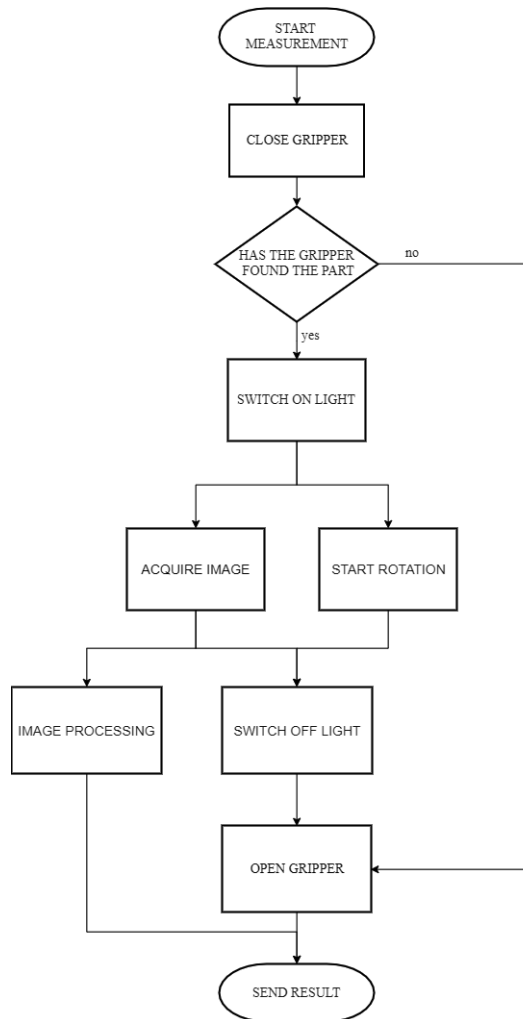 START
MEASUREMENT
CLOSE GRIPPER
HAS THE GRIPPER
FOUND THE PART
no
yes
SWITCH ON LIGHT
ACQUIRE IMAGE
START ROTATION
IMAGE PROCESSING
SWITCH OFF LIGHT
OPEN GRIPPER
SEND RESULT